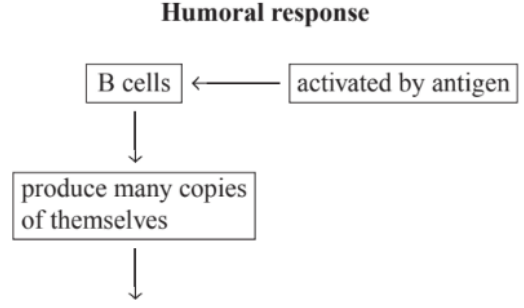 Humoral response
B cells
activated by antigen
produce many copies
of themselves